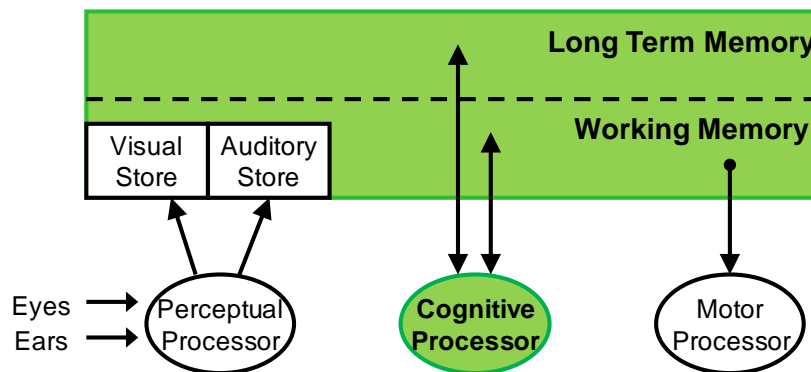 Long Term Memory
Working Memory
Visual
Store
Auditory
Store
Eyes
Ears
Perceptual
Processor
Cognitive
Processor
Motor
Processor